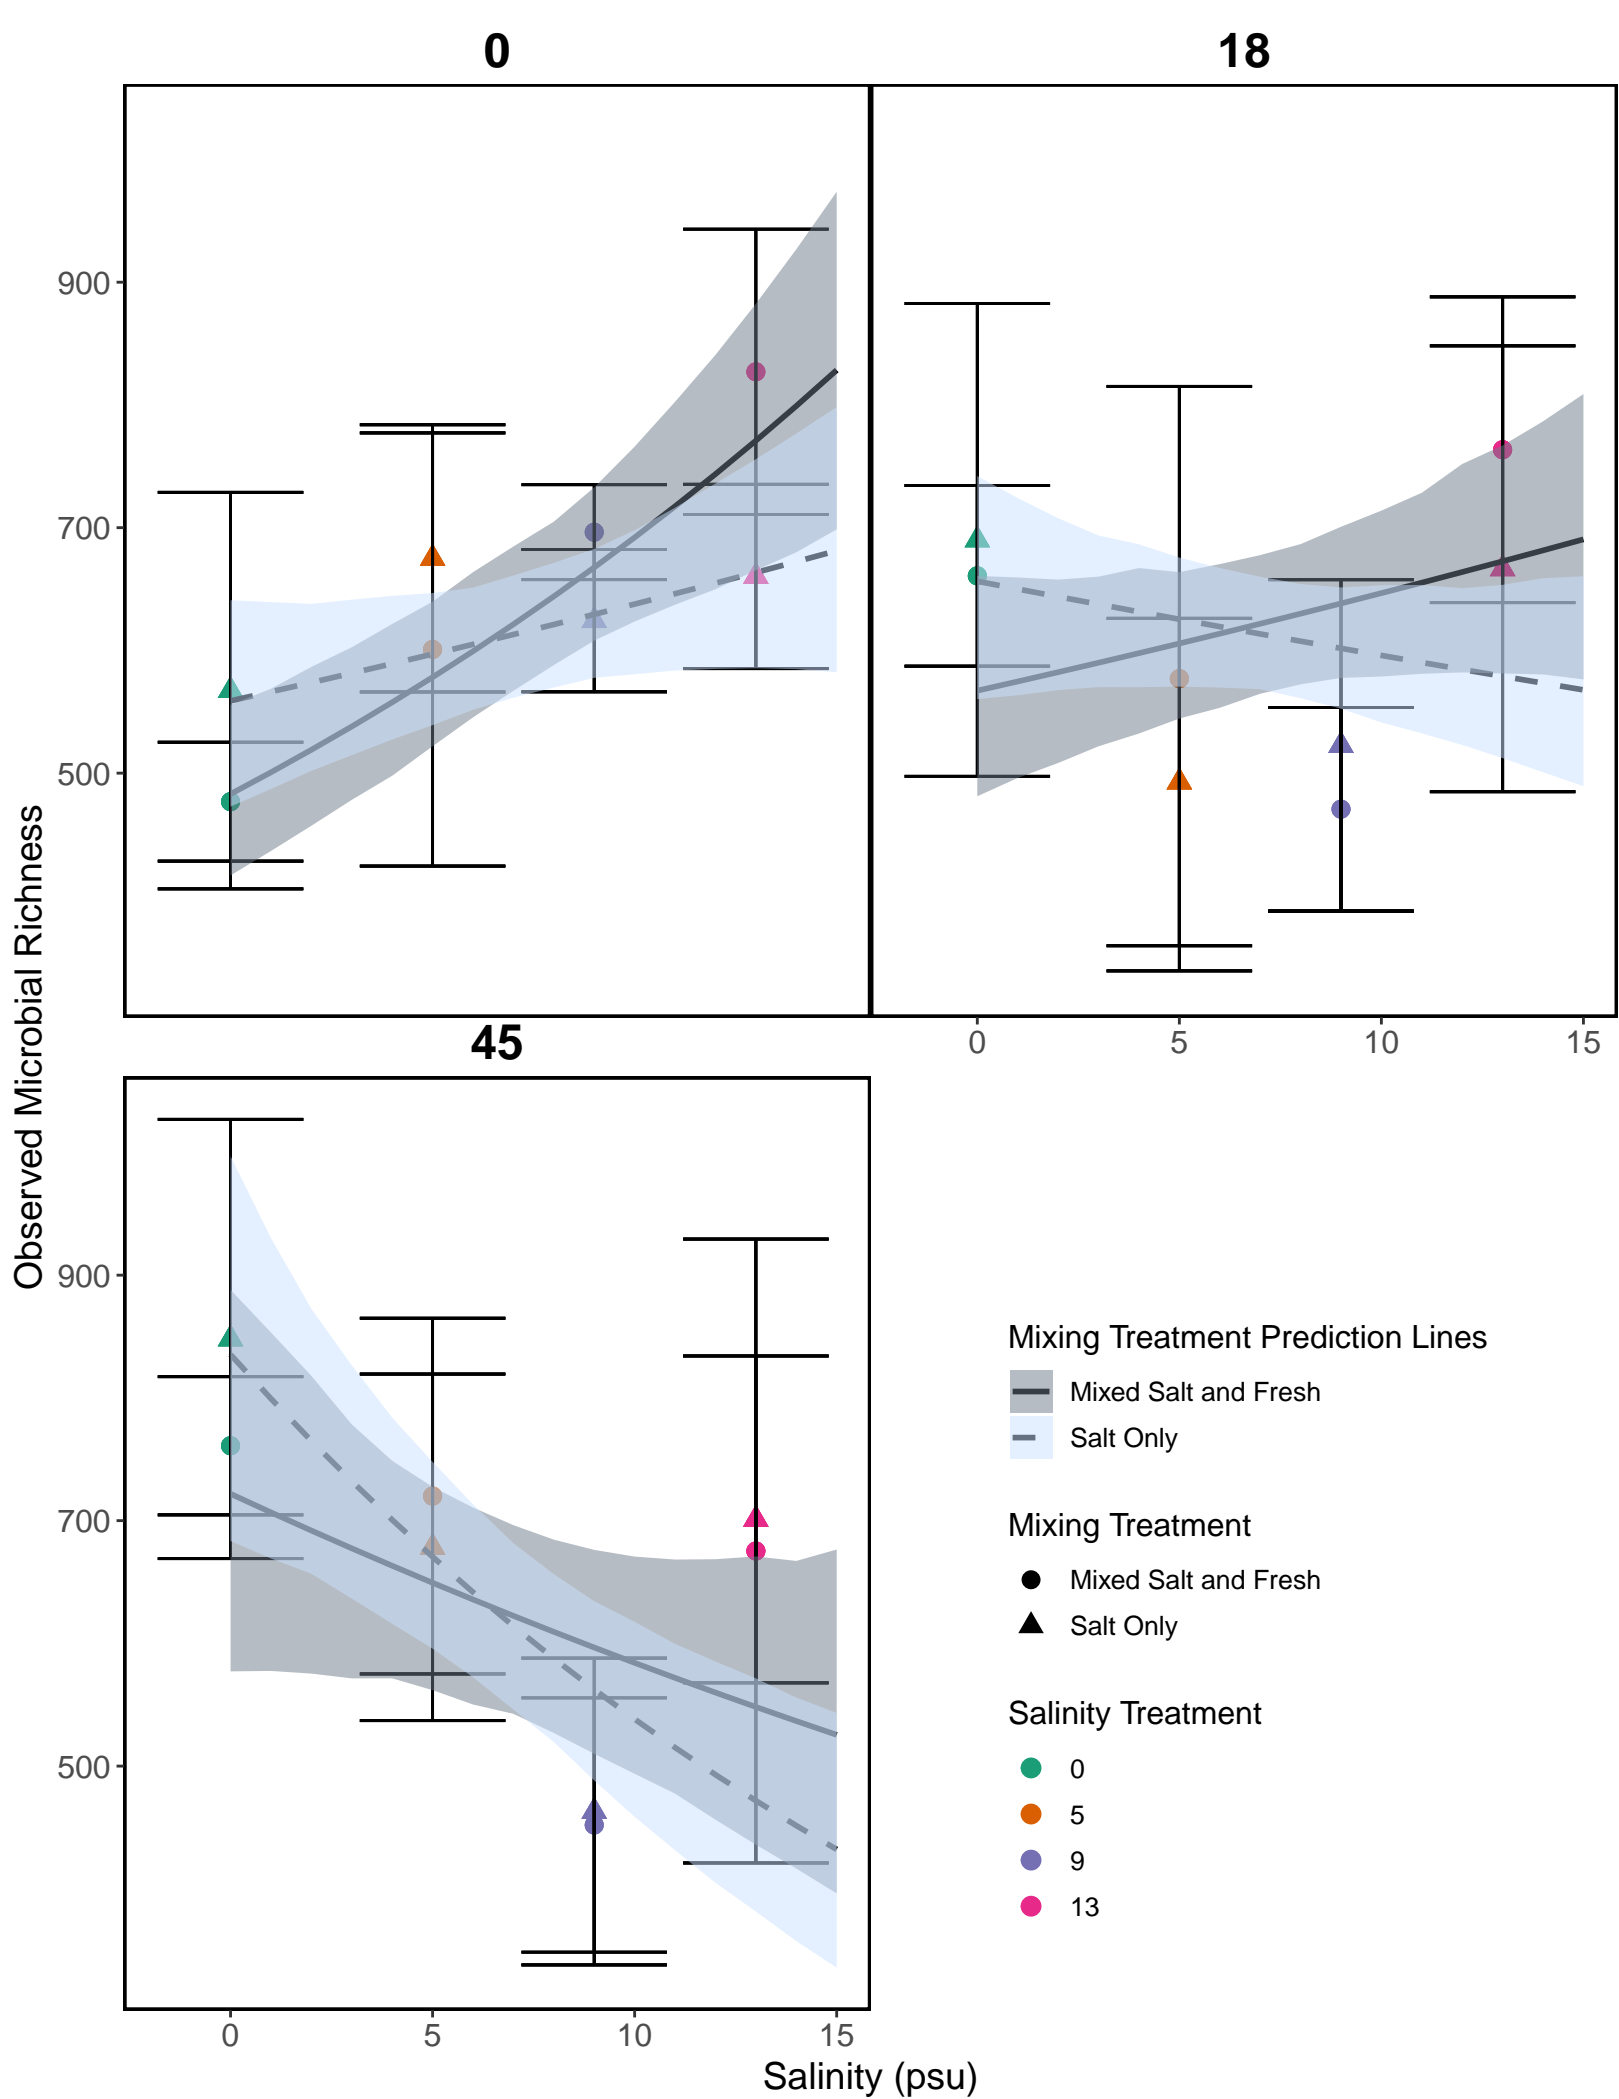 0
18
900
700
500
0
5
10
15
45
900
700
500
0
5
10
15
Observed Microbial Richness
Salinity (psu)
Mixing Treatment Prediction Lines
Mixed Salt and Fresh
Salt Only
Mixing Treatment
Mixed Salt and Fresh
Salt Only
Salinity Treatment
0
5
9
13